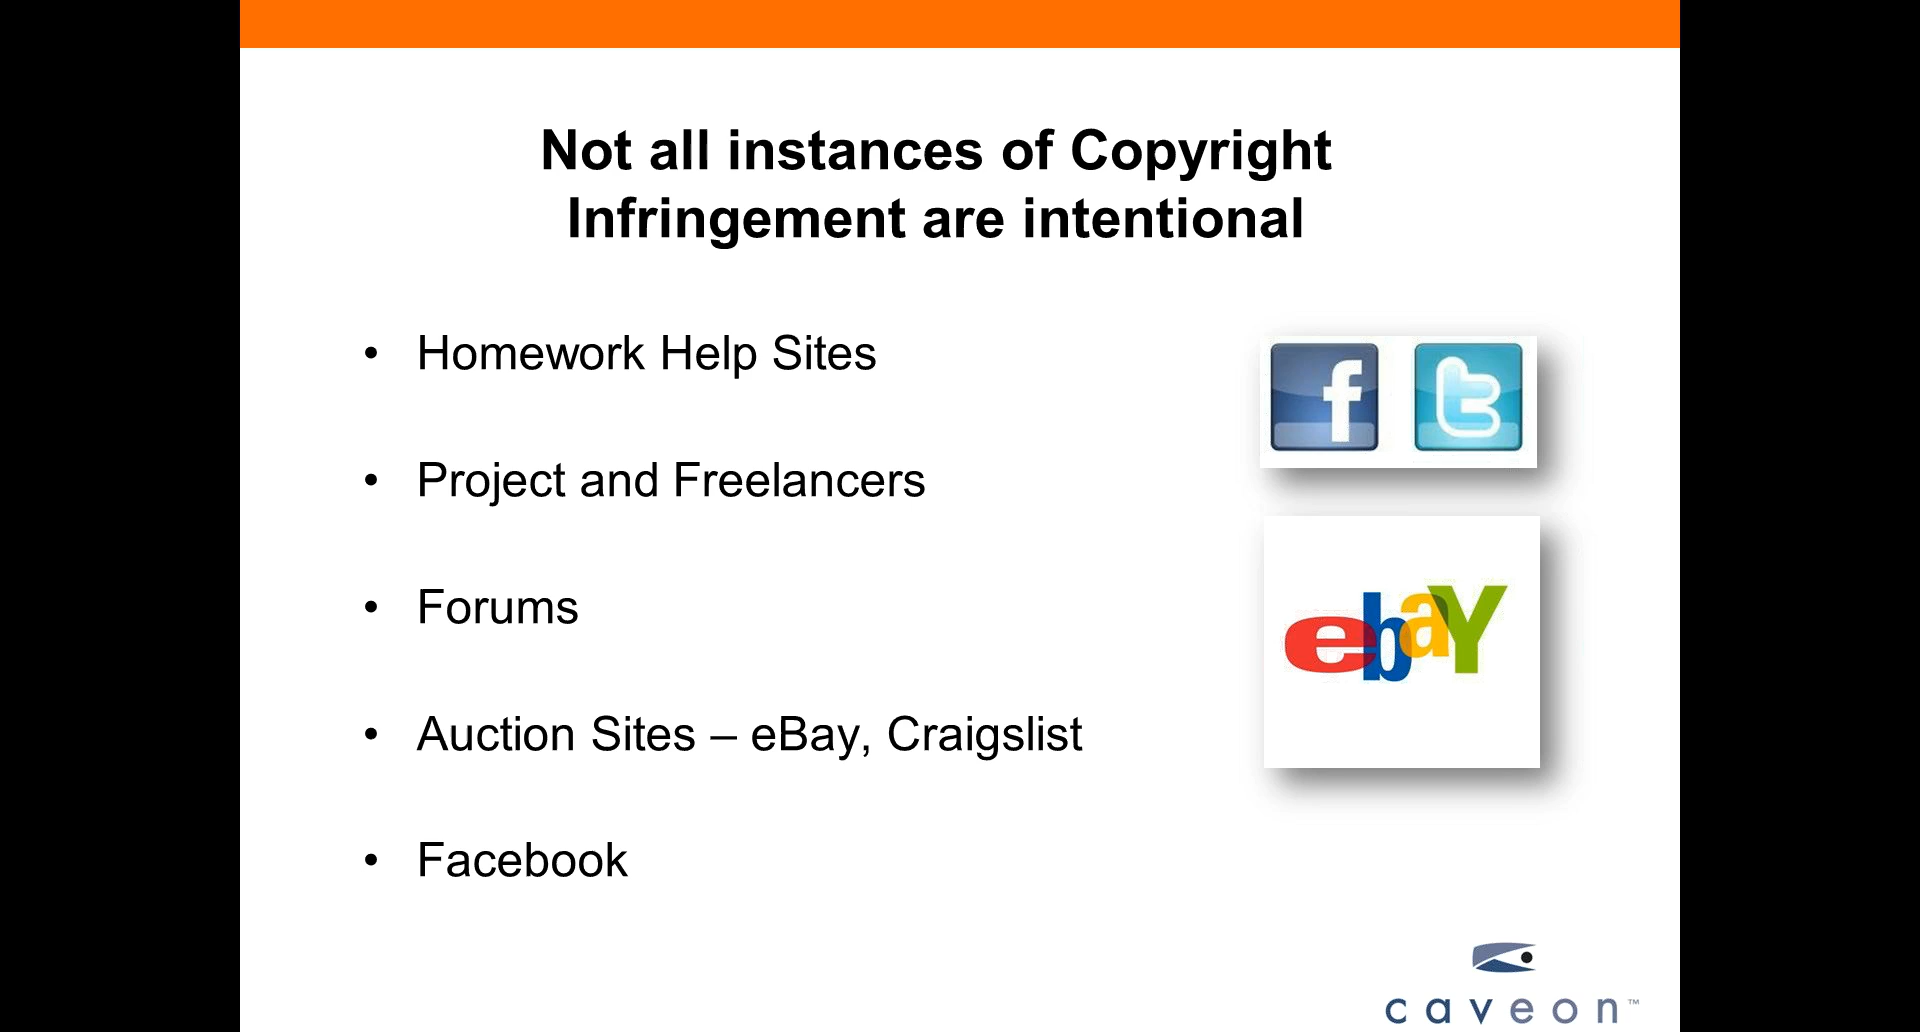 Not all instances of Copyright
Infringement are intentional
• Homework Help Sites
• Project and Freelancers
• Forums
• Auction Sites – eBay, Craigslist
• Facebook
f t
ebaY
caveon™